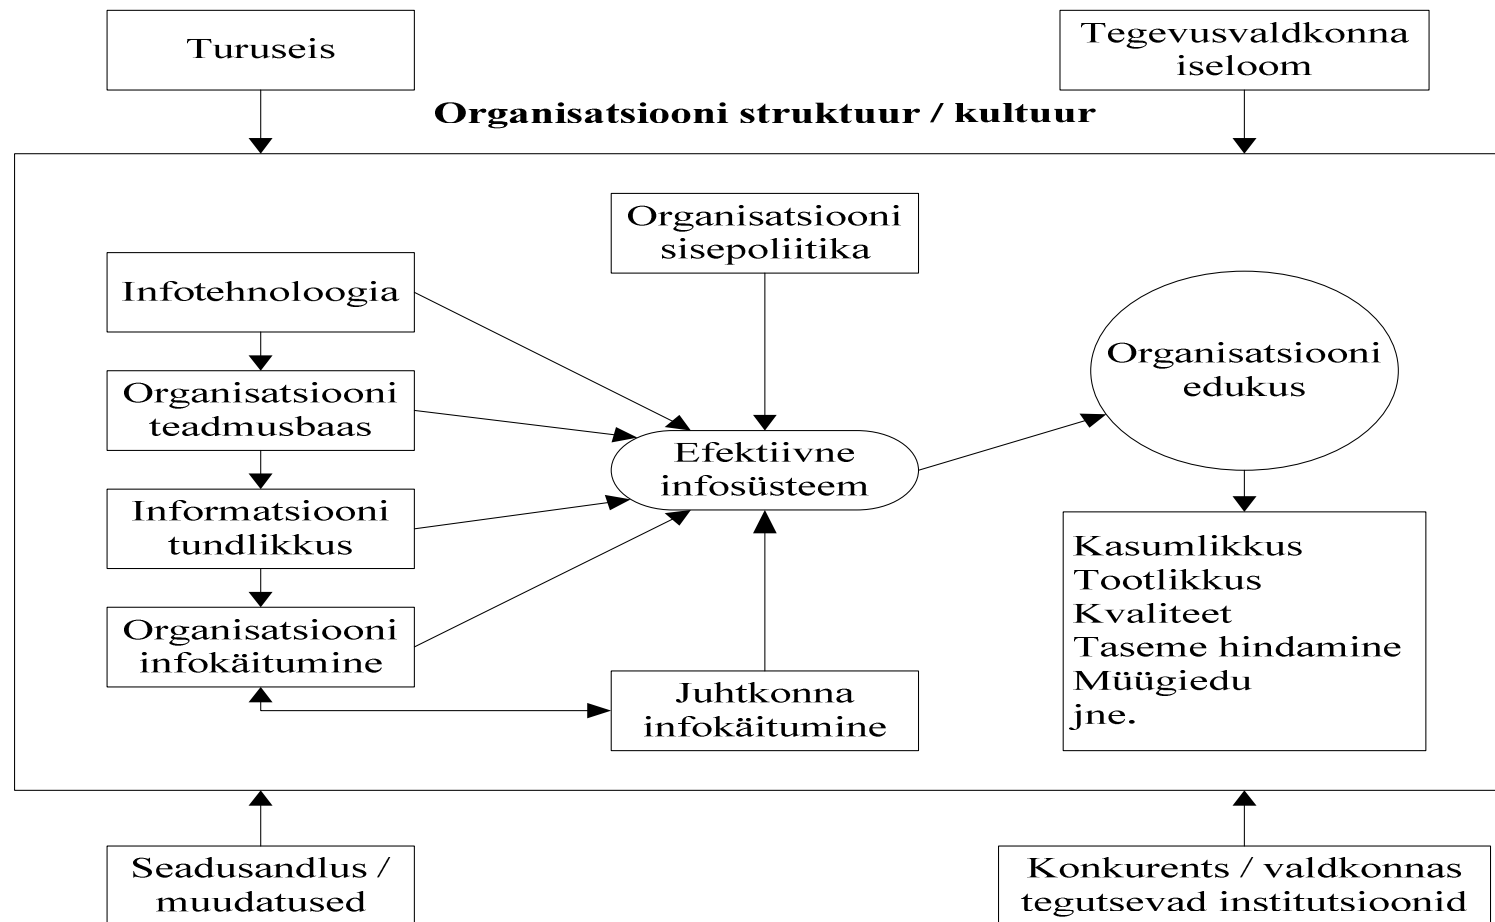 Turuseis
Tegevusvaldkonna
iseloom
Organisatsiooni struktuur / kultuur
Organisatsiooni
sisepoliitika
Infotehnoloogia
Organisatsiooni
teadmusbaas
Informatsiooni
tundlikkus
Organisatsiooni
infokäitumine
Efektiivne
infosüsteem
Juhtkonna
infokäitumine
Organisatsiooni
edukus
Kasumlikkus
Tootlikkus
Kvaliteet
Taseme hindamine
Müügiedu
jne.
Seadusandlus /
muudatused
Konkurents / valdkonnas
tegutsevad institutsioonid